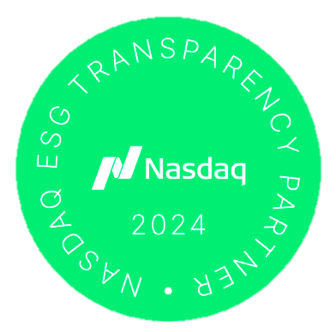 NASDAQ ESG TRANSPARENCY PARTNER •
Nasdaq
2024